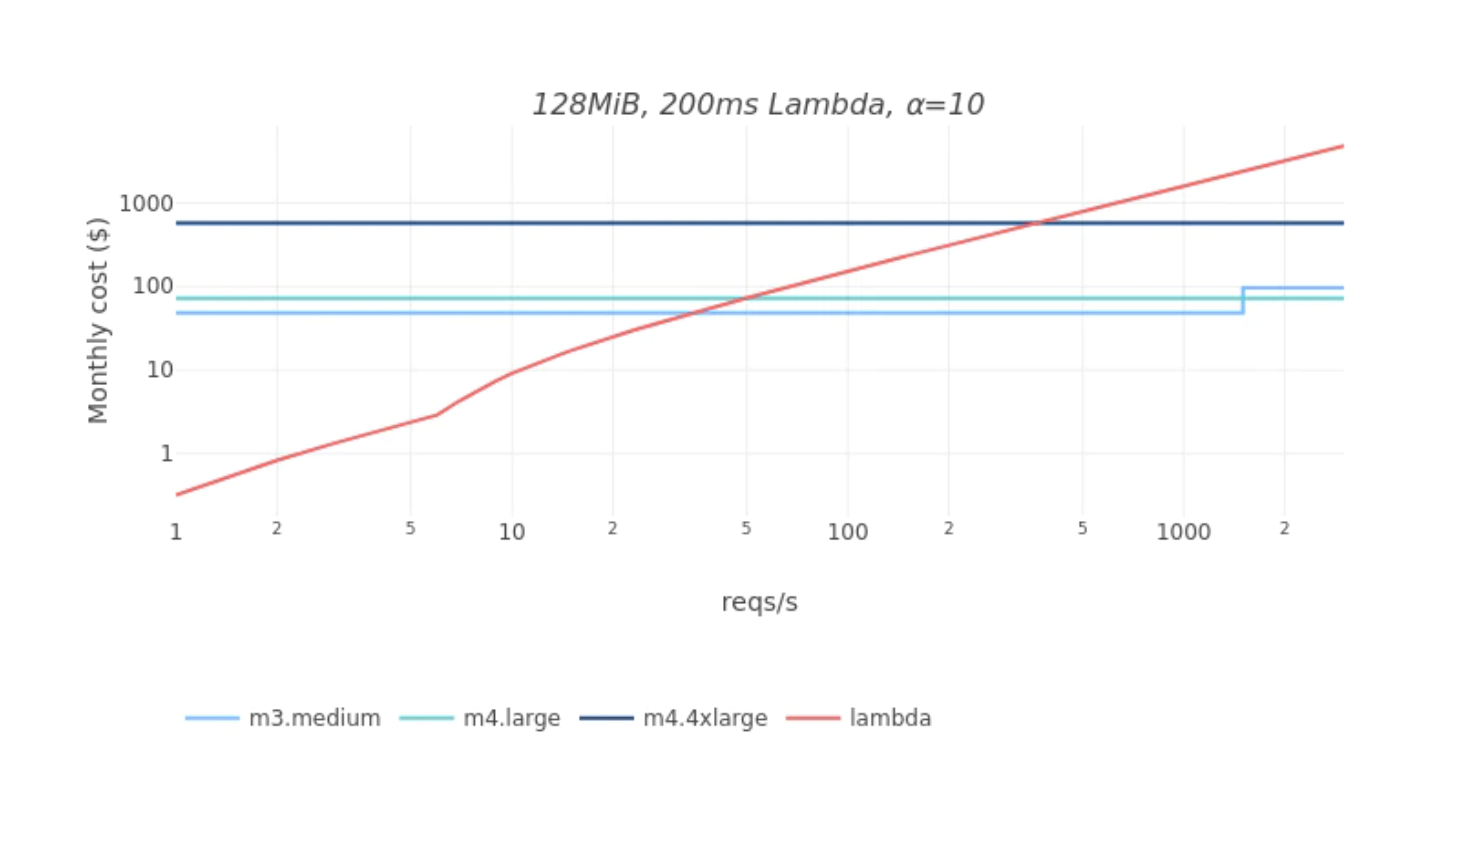 128MiB, 200ms Lambda, α=10
Monthly cost ($)
1000
100
10
1
1 2 5 10 2 5 100 2 5 1000 2
reqs/s
m3.medium m4.large m4.4xlarge lambda